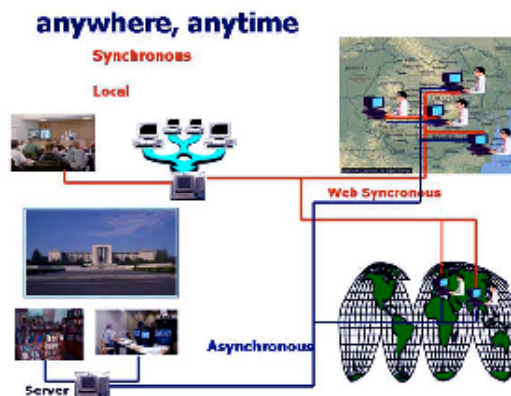 anywhere, anytime
Synchronous
Local
Web Syncronous
Asynchronous
Server